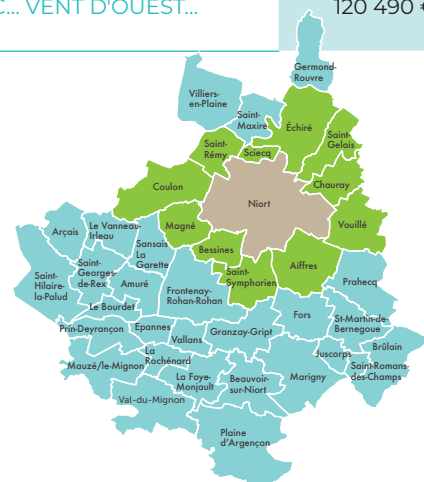 C... VENT D'OUEST...
120 490 €
Germond-
Rouvre
Villiers-
en-Plaine
Saint-
Maxire
Échiré
Saint-
Gelais
Saint-
Rémy
Sciecq
Chauray
Coulon
Niort
Magné
Vouillé
Arçais
Le Vanneau-
Irleau
Sansais
La
Garette
Bessines
Saint-
Hilaire-
la-Palud
Saint-
Georges-
de-Rex
Amuré
Saint-
Symphorien
Aiffres
Prahecq
Frontenay-
Rohan-Rohan
Le Bourdet
Fors
St-Martin-de-
Bernegoue
Prin-Deyrançon
Épannes
Vallans
Granzay-Gript
Brûlain
Juscorps
Mauzé/le-Mignon
La
Rochénard
Saint-Romans-
des-Champs
La Foye-
Monjault
Beauvoir-
sur-Niort
Marigny
Val-du-Mignon
Plaine
d'Argençon